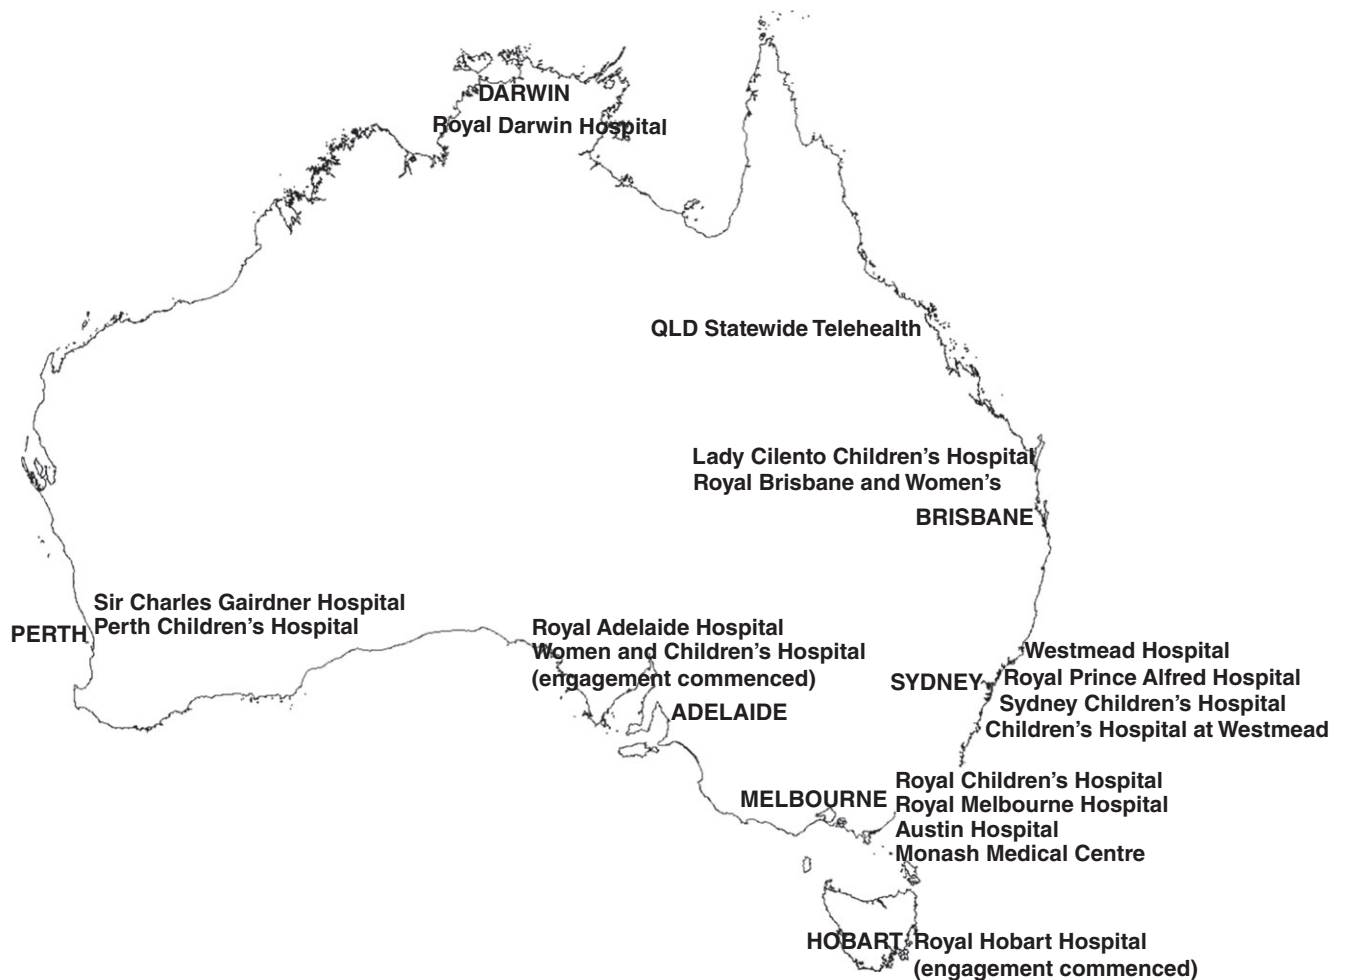 DARWIN
Royal Darwin Hospital
QLD Statewide Telehealth
Lady Cilento Children’s Hospital
Royal Brisbane and Women’s
BRISBANE
Sir Charles Gairdner Hospital
Perth Children’s Hospital
PERTH
Royal Adelaide Hospital
Women and Children’s Hospital
(engagement commenced)
ADELAIDE
Westmead Hospital
SYDNEY
Royal Prince Alfred Hospital
Sydney Children’s Hospital
Children’s Hospital at Westmead
MELBOURNE
Royal Children’s Hospital
Royal Melbourne Hospital
Austin Hospital
Monash Medical Centre
HOBART
Royal Hobart Hospital
(engagement commenced)